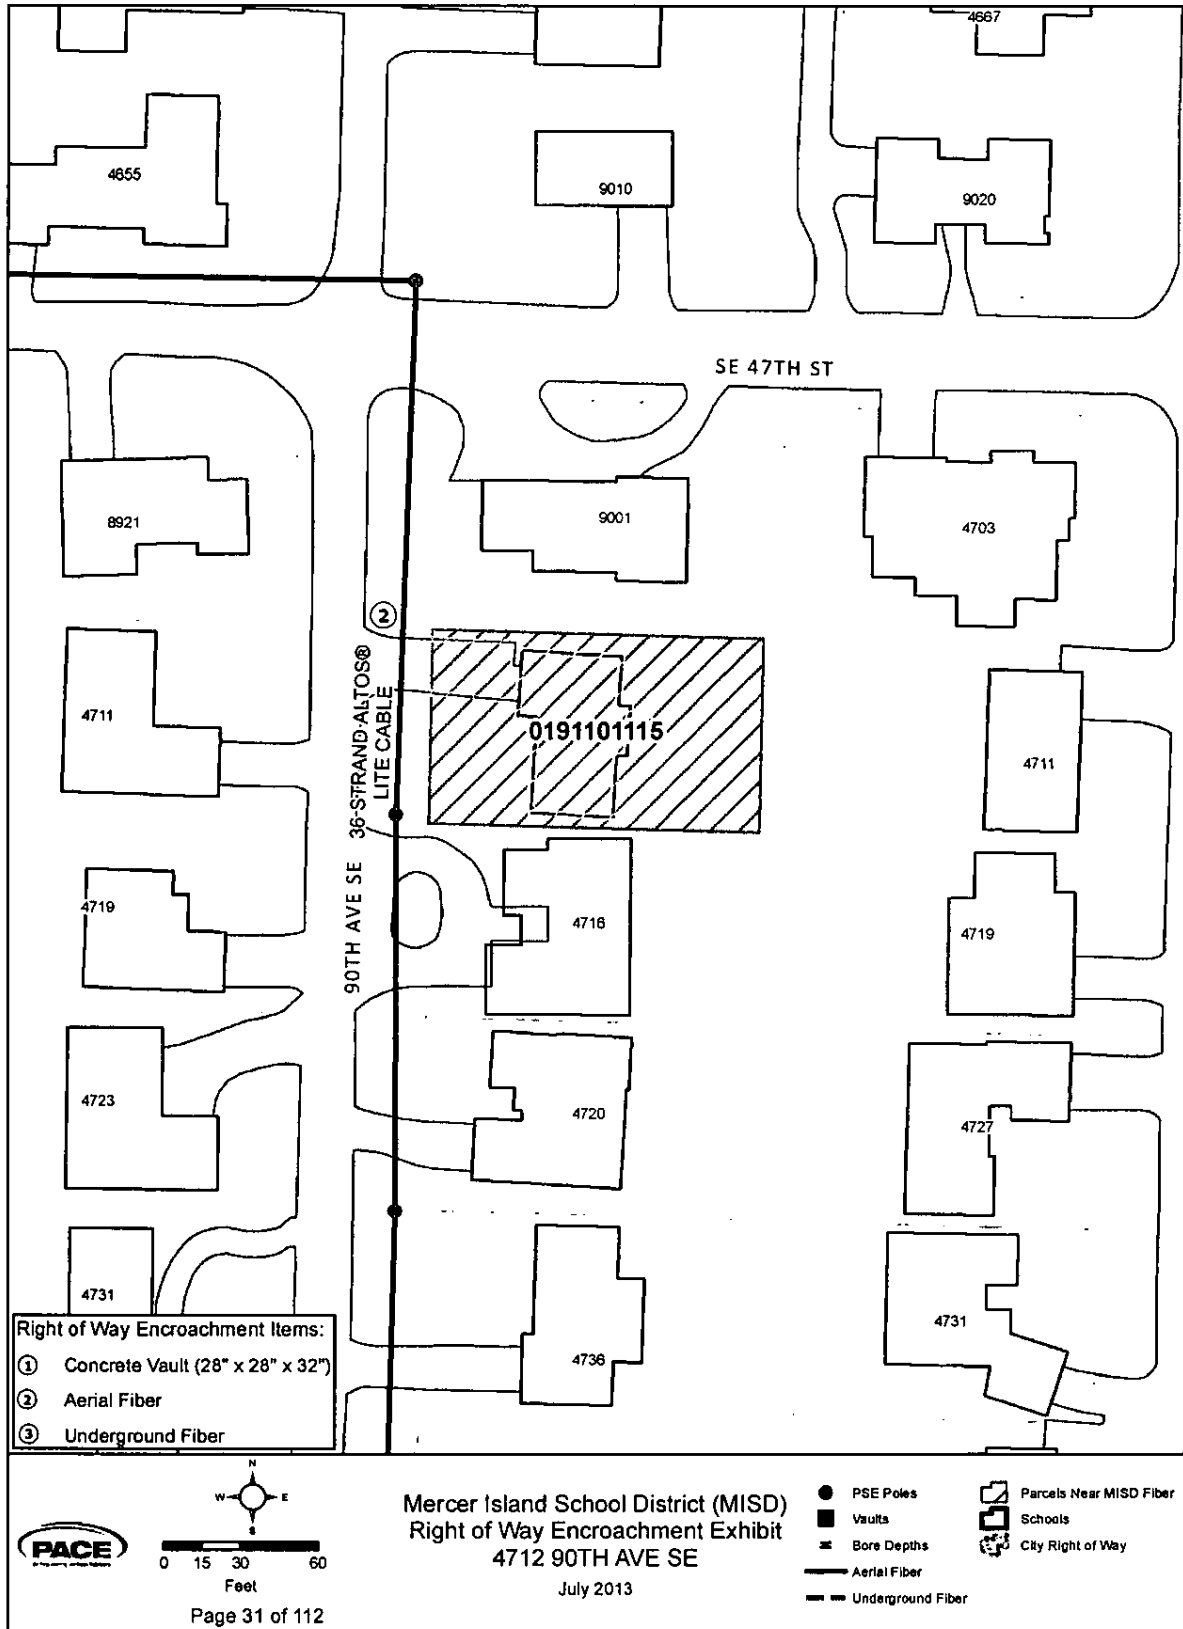 4667
4655
9010
9020
SE 47TH ST
8921
9001
4703
2
36-STRAND ALTOS®
LITE CABLE
0191101115
4711
4711
90TH AVE SE
4719
4716
4719
4723
4720
4727
4731
4736
4731
Right of Way Encroachment Items:
1 Concrete Vault (28" x 28" x 32")
2 Aerial Fiber
3 Underground Fiber
N
W E
S
PACE
0 15 30 60
Feet
Page 31 of 112
Mercer Island School District (MISD)
Right of Way Encroachment Exhibit
4712 90TH AVE SE
July 2013
PSE Poles
Vaults
Bore Depths
Aerial Fiber
Underground Fiber
Parcels Near MISD Fiber
Schools
City Right of Way